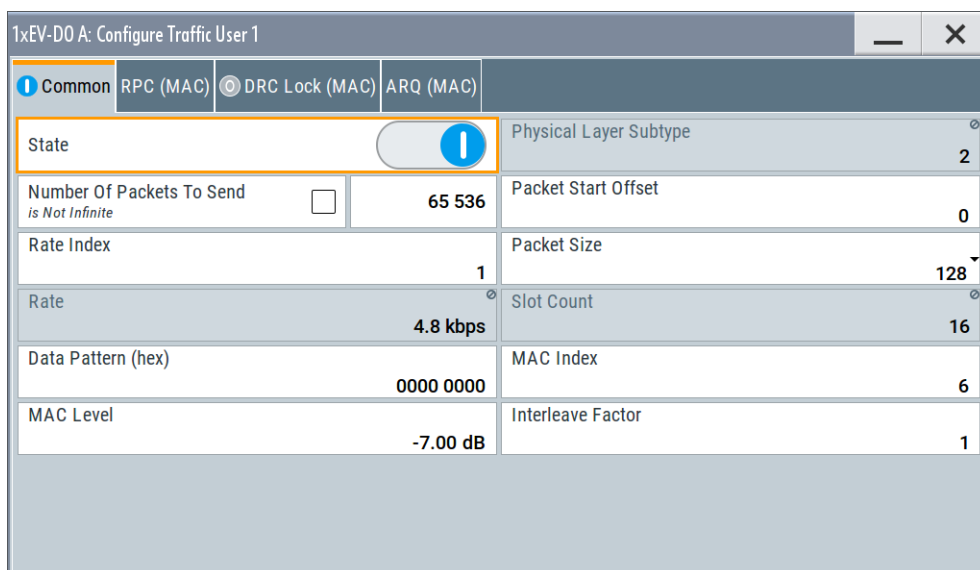 1xEV-DO A: Configure Traffic User 1
Common RPC (MAC) DRC Lock (MAC) ARQ (MAC)
State
Physical Layer Subtype
2
Number Of Packets To Send
is Not Infinite
65 536
Packet Start Offset
0
Rate Index
1
Packet Size
128
Rate
4.8 kbps
Slot Count
16
Data Pattern (hex)
0000 0000
MAC Index
6
MAC Level
-7.00 dB
Interleave Factor
1